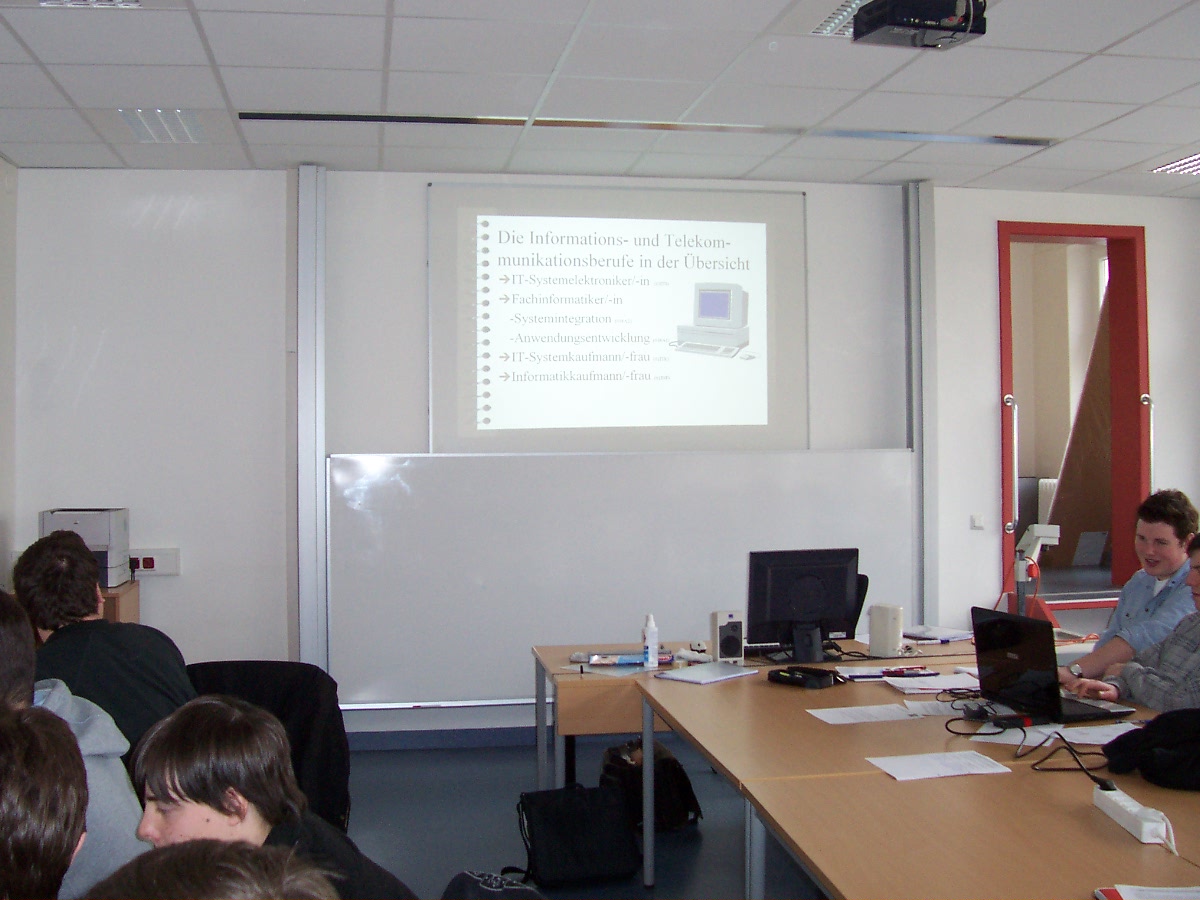 Die Informations- und Telekom-
munikationsberufe in der Übersicht
→IT-Systemelektroniker/-in
→Fachinformatiker/-in
-Systemintegration
-Anwendungsentwicklung
→IT-Systemkaufmann/-frau
→Informatikkaufmann/-frau